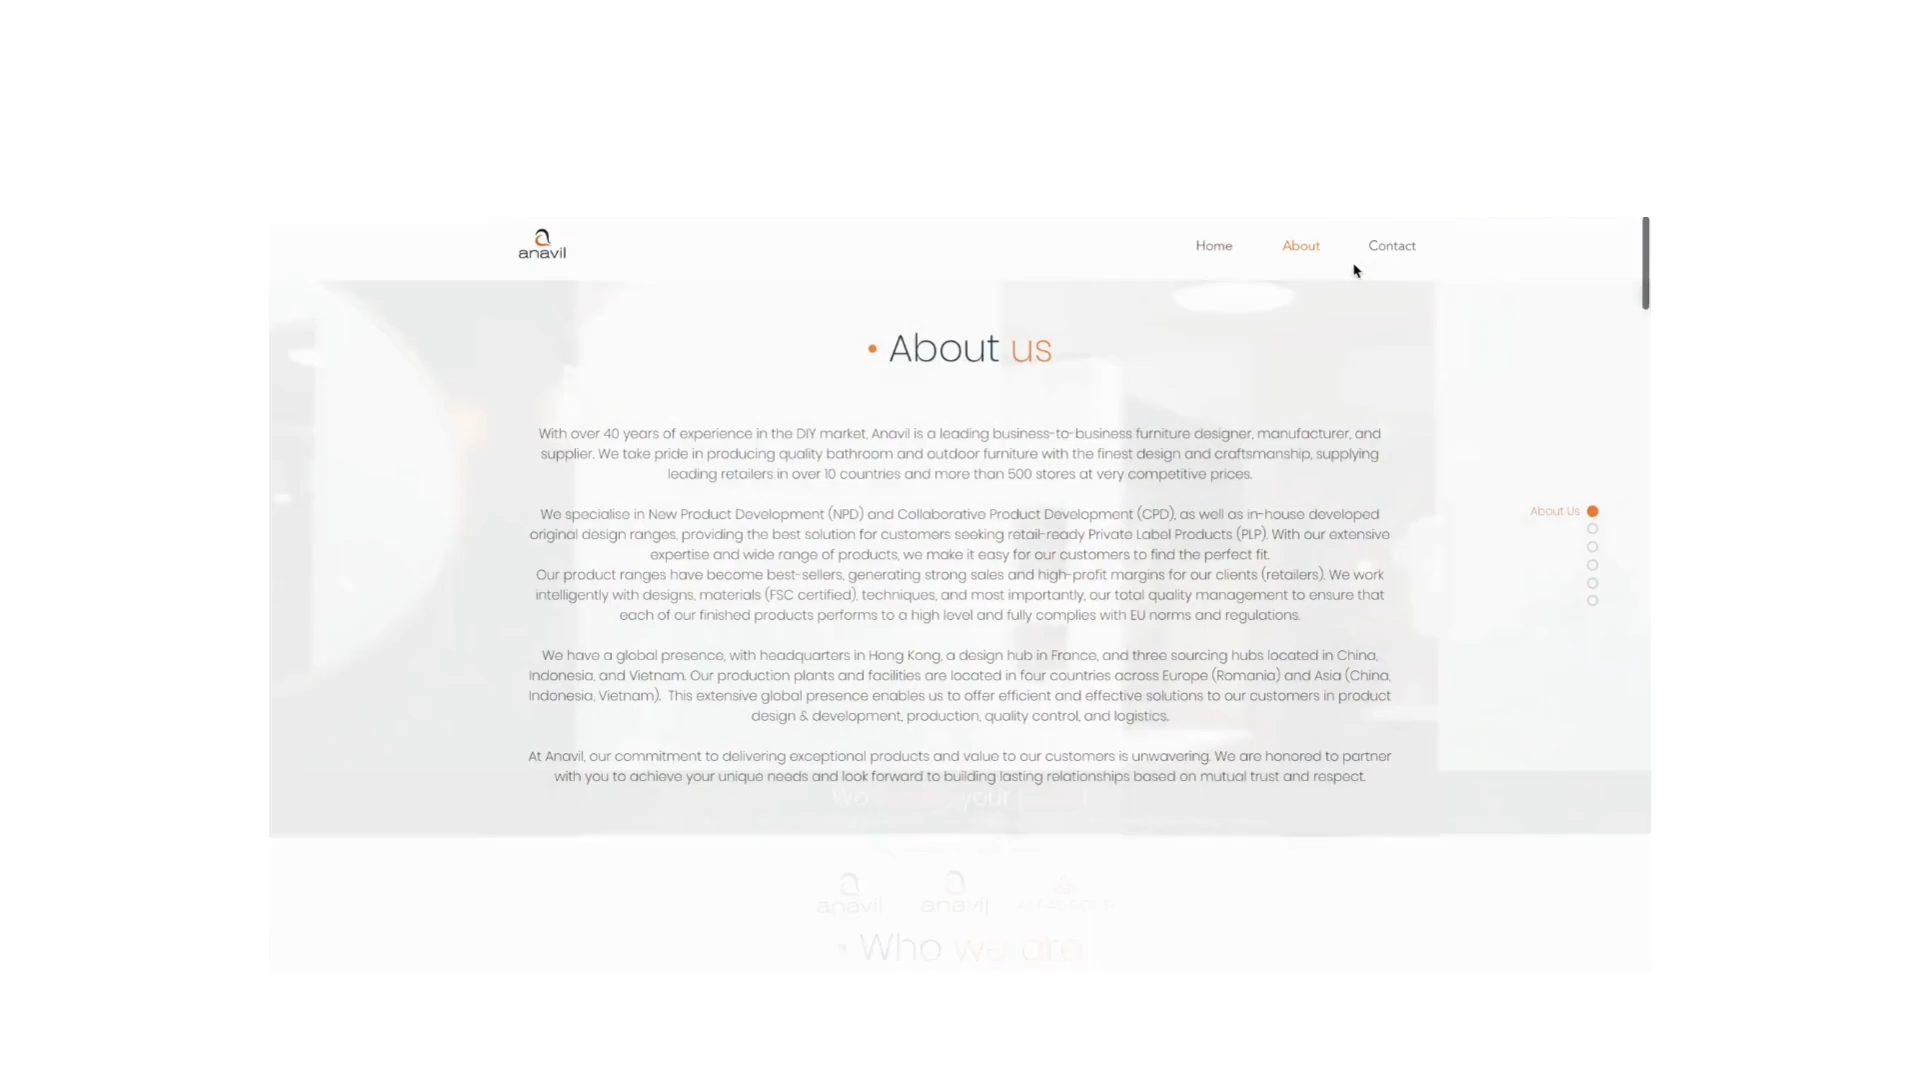 anavil
Home
About
Contact
• About us
With over 40 years of experience in the DIY market, Anavil is a leading business-to-business furniture designer, manufacturer, and
supplier. We take pride in producing quality bathroom and outdoor furniture with the finest design and craftsmanship, supplying
leading retailers in over 10 countries and more than 500 stores at very competitive prices.
We specialise in New Product Development (NPD) and Collaborative Product Development (CPD), as well as in-house developed
original design ranges, providing the best solution for customers seeking retail-ready Private Label Products (PLP). With our extensive
expertise and wide range of products, we make it easy for our customers to find the perfect fit.
Our product ranges have become best-sellers, generating strong sales and high-profit margins for our clients (retailers). We work
intelligently with designs, materials (FSC certified), techniques, and most importantly, our total quality management to ensure that
each of our finished products performs to a high level and fully complies with EU norms and regulations.
We have a global presence, with headquarters in Hong Kong, a design hub in France, and three sourcing hubs located in China,
Indonesia, and Vietnam. Our production plants and facilities are located in four countries across Europe (Romania) and Asia (China,
Indonesia, Vietnam). This extensive global presence enables us to offer efficient and effective solutions to our customers in product
design & development, production, quality control, and logistics.
At Anavil, our commitment to delivering exceptional products and value to our customers is unwavering. We are honored to partner
with you to achieve your unique needs and look forward to building lasting relationships based on mutual trust and respect.
About Us
We your
anavil
anavil
• Who we are